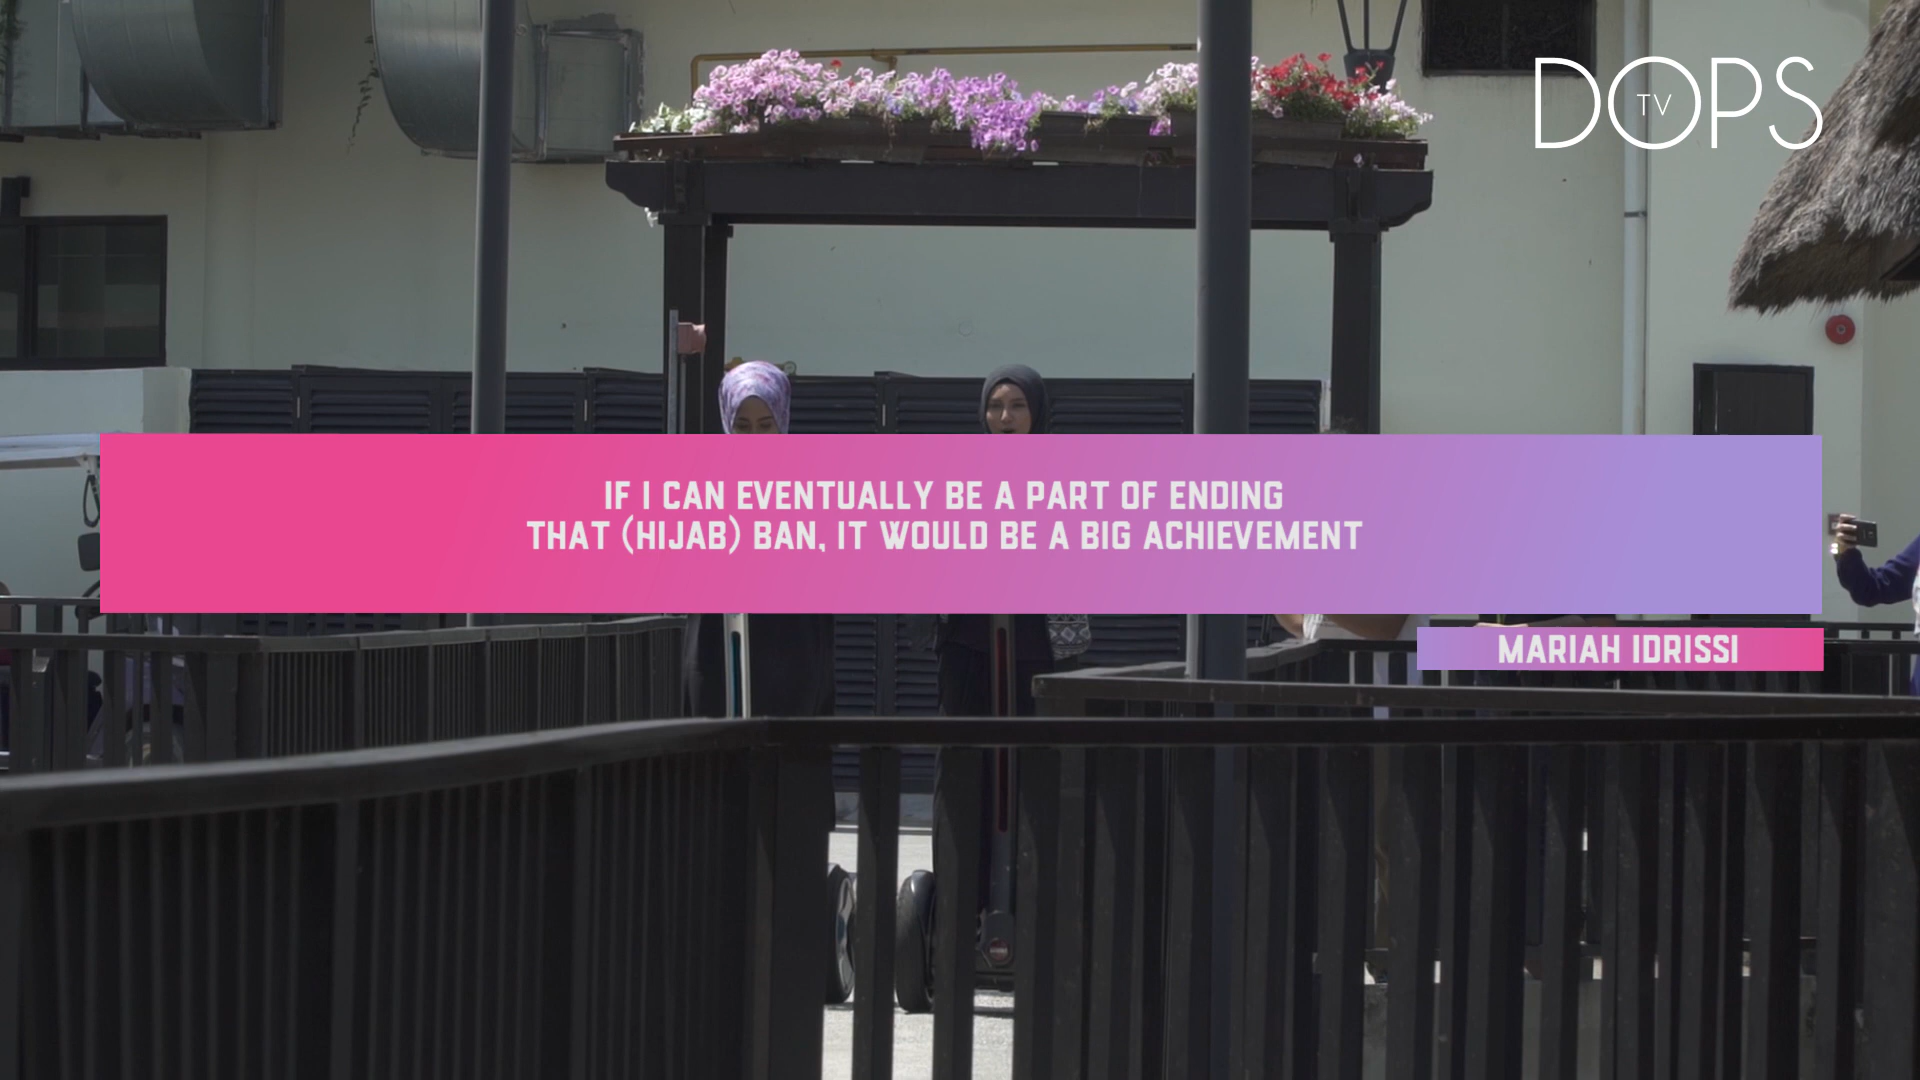 DOPS
TV
IF I CAN EVENTUALLY BE A PART OF ENDING
THAT (HIJAB) BAN, IT WOULD BE A BIG ACHIEVEMENT
MARIAH IDRISSI